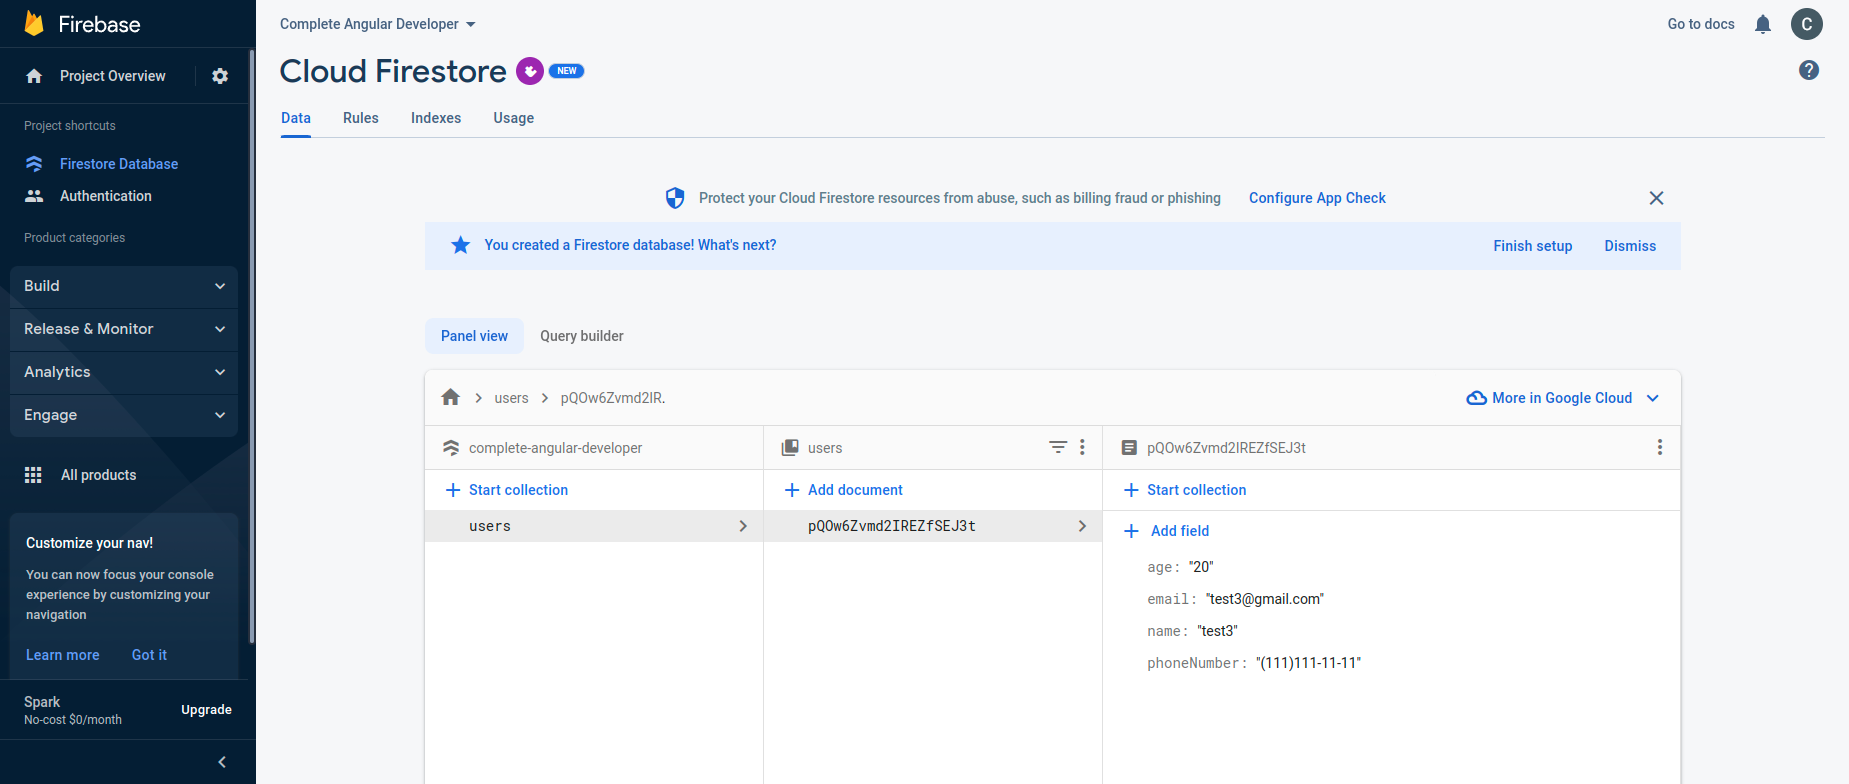 Firebase
Project Overview
Project shortcuts
Firestore Database
Authentication
Product categories
Build
Release & Monitor
Analytics
Engage
All products
Customize your nav!
You can now focus your console
experience by customizing your
navigation
Learn more Got it
Spark
No-cost $0/month
Upgrade
Complete Angular Developer
Go to docs
C
Cloud Firestore NEW
Data Rules Indexes Usage
Protect your Cloud Firestore resources from abuse, such as billing fraud or phishing Configure App Check
You created a Firestore database! What's next? Finish setup Dismiss
Panel view Query builder
users pQOw6Zvmd2IR.
More in Google Cloud
complete-angular-developer
Start collection
users
users
Add document
pQOw6Zvmd2IREZfSEJ3t
pQOw6Zvmd2IREZfSEJ3t
Start collection
Add field
age: "20"
email: "test3@gmail.com"
name: "test3"
phoneNumber: "(111)111-11-11"